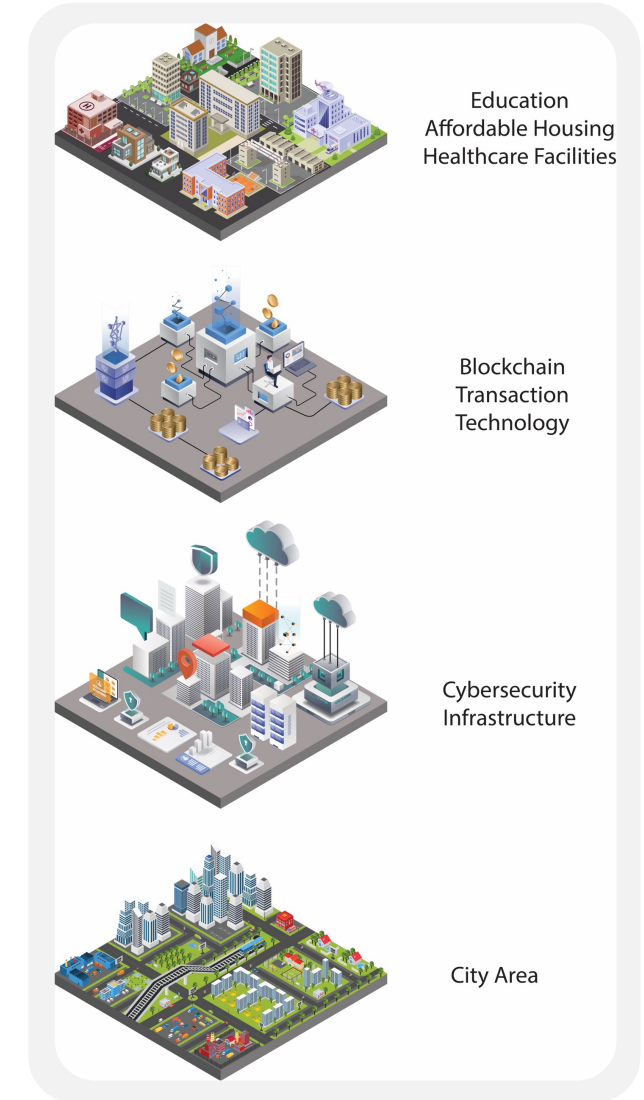 Education
Affordable Housing
Healthcare Facilities
Blockchain
Transaction
Technology
Cybersecurity
Infrastructure
City Area